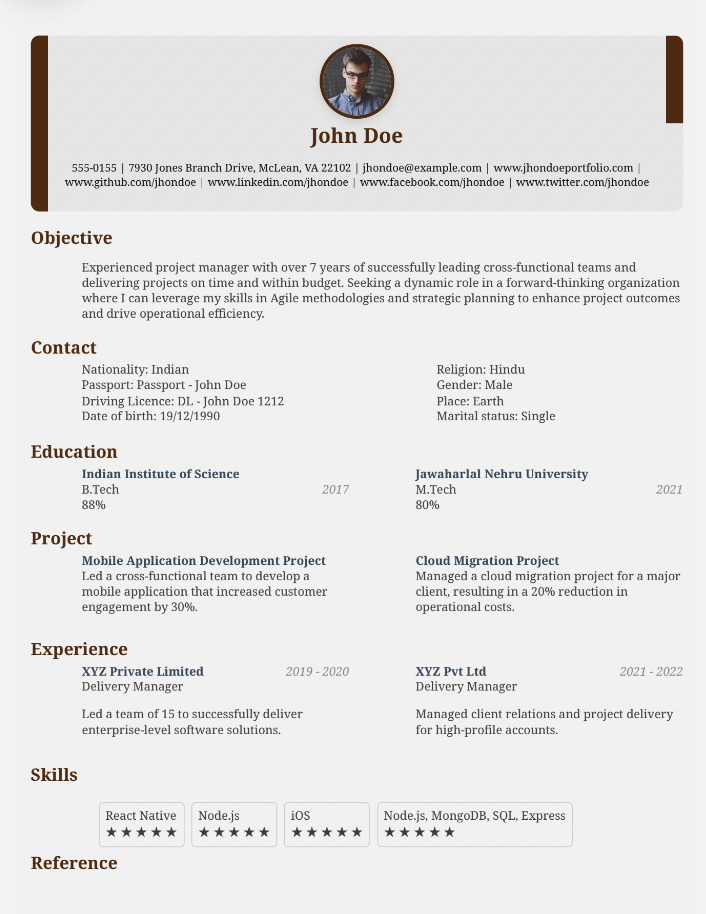 John Doe
555-0155 | 7930 Jones Branch Drive, McLean, VA 22102 | jhondoe@example.com | www.jhondoeportfolio.com |
www.github.com/jhondoe | www.linkedin.com/jhondoe | www.facebook.com/jhondoe | www.twitter.com/jhondoe
Objective
Experienced project manager with over 7 years of successfully leading cross-functional teams and
delivering projects on time and within budget. Seeking a dynamic role in a forward-thinking organization
where I can leverage my skills in Agile methodologies and strategic planning to enhance project outcomes
and drive operational efficiency.
Contact
Nationality: Indian
Passport: Passport - John Doe
Driving Licence: DL - John Doe 1212
Date of birth: 19/12/1990
Religion: Hindu
Gender: Male
Place: Earth
Marital status: Single
Education
Indian Institute of Science
B.Tech 2017
88%
Jawaharlal Nehru University
M.Tech 2021
80%
Project
Mobile Application Development Project
Led a cross-functional team to develop a
mobile application that increased customer
engagement by 30%.
Cloud Migration Project
Managed a cloud migration project for a major
client, resulting in a 20% reduction in
operational costs.
Experience
XYZ Private Limited 2019 - 2020
Delivery Manager
Led a team of 15 to successfully deliver
enterprise-level software solutions.
XYZ Pvt Ltd 2021 - 2022
Delivery Manager
Managed client relations and project delivery
for high-profile accounts.
Skills
React Native
★★★★★
Node.js
★★★★★
iOS
★★★★★
Node.js, MongoDB, SQL, Express
★★★★★
Reference